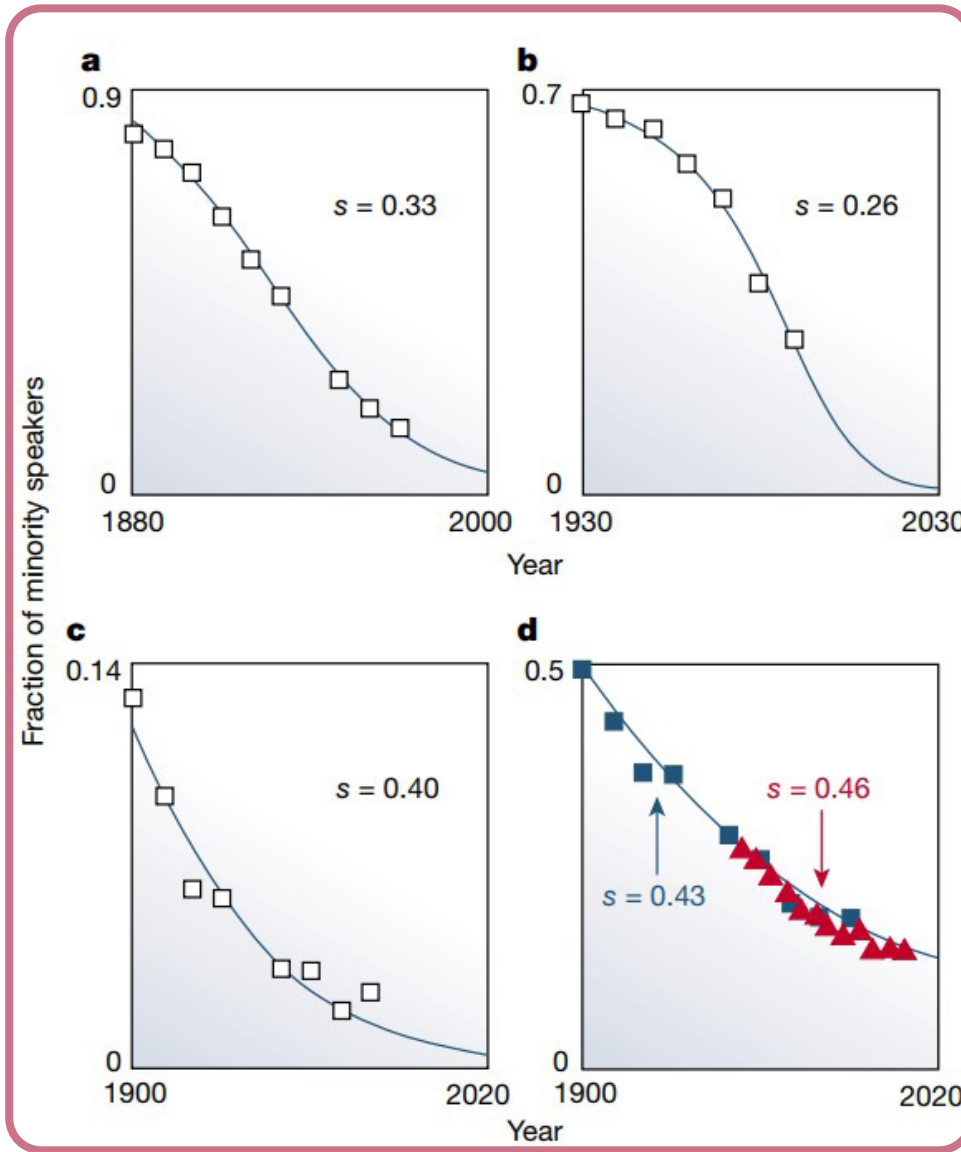 a
0.9
s = 0.33
0
1880
2000
b
0.7
s = 0.26
0
1930
2030
Year
Fraction of minority speakers
c
0.14
s = 0.40
0
1900
2020
d
0.5
s = 0.46
s = 0.43
0
1900
2020
Year